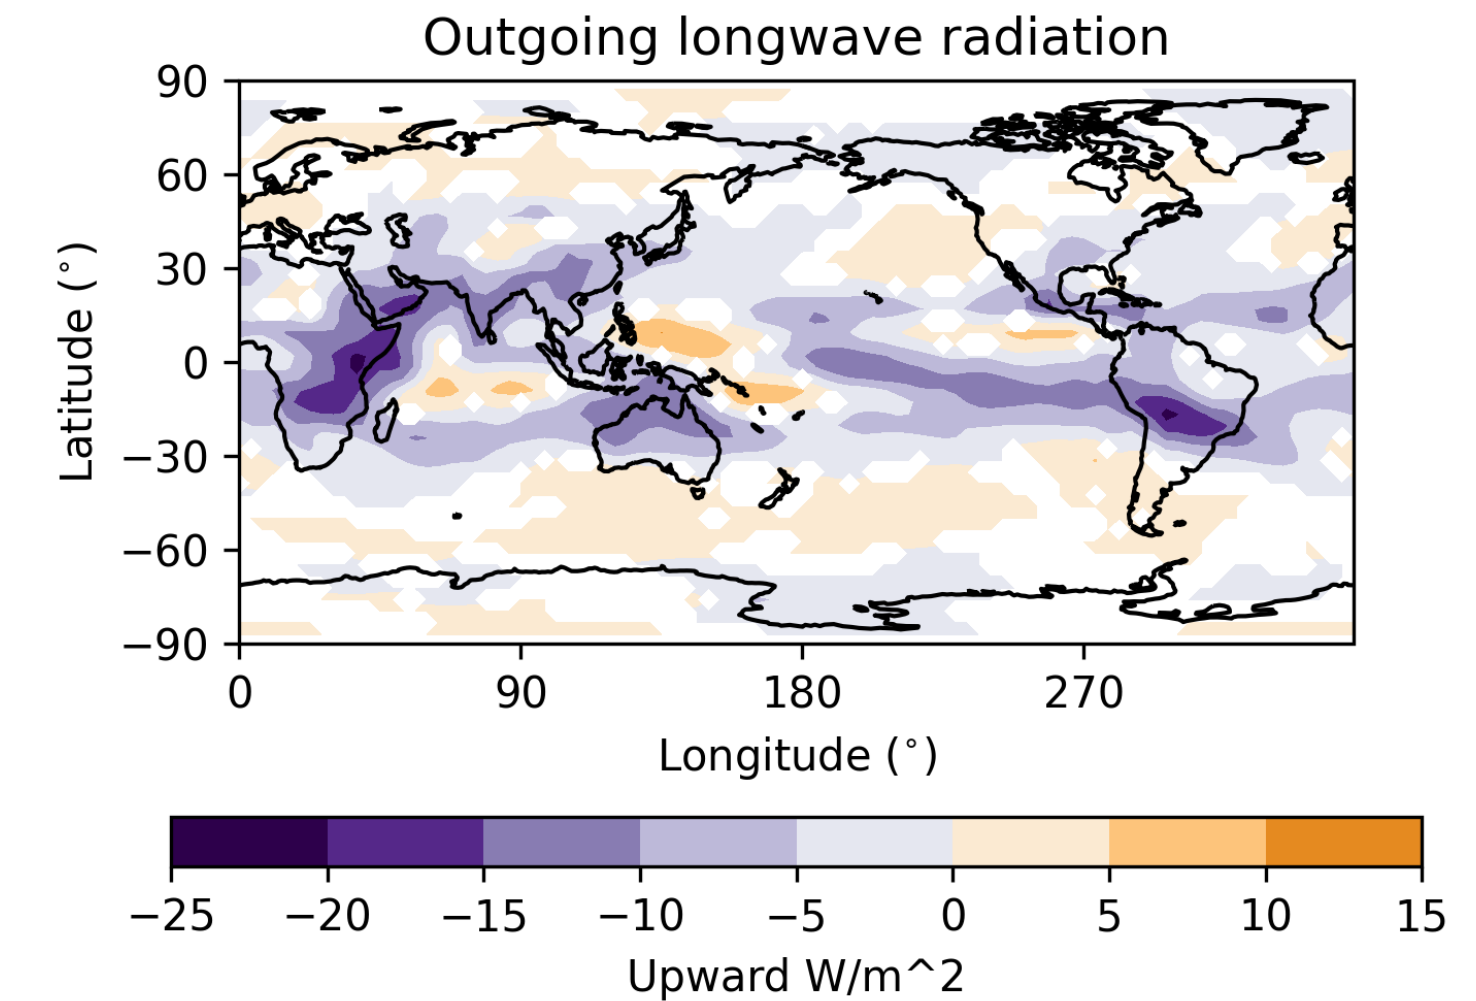 Outgoing longwave radiation
90
60
30
0
−30
−60
−90
Latitude (°)
0 90 180 270
Longitude (°)
−25 −20 −15 −10 −5 0 5 10 15
Upward W/m^2